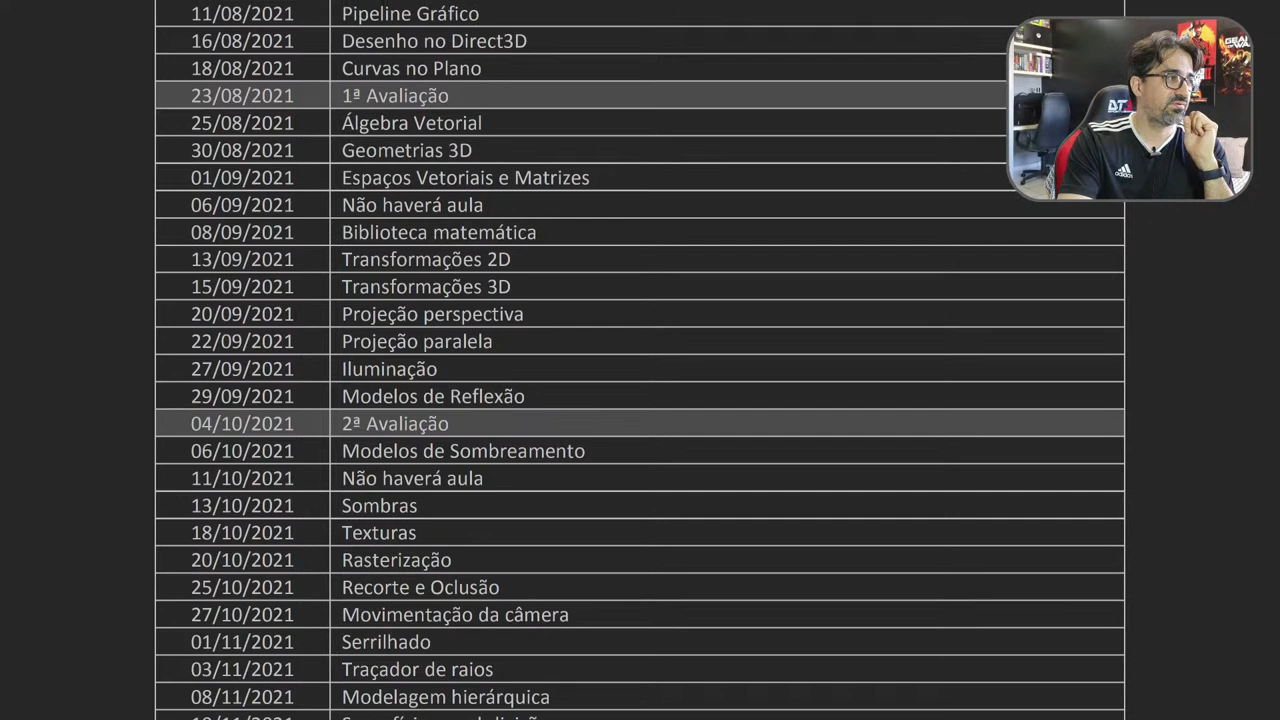 11/08/2021 Pipeline Gráfico
16/08/2021 Desenho no Direct3D
18/08/2021 Curvas no Plano
23/08/2021 1ª Avaliação
25/08/2021 Álgebra Vetorial
30/08/2021 Geometrias 3D
01/09/2021 Espaços Vetoriais e Matrizes
06/09/2021 Não haverá aula
08/09/2021 Biblioteca matemática
13/09/2021 Transformações 2D
15/09/2021 Transformações 3D
20/09/2021 Projeção perspectiva
22/09/2021 Projeção paralela
27/09/2021 Iluminação
29/09/2021 Modelos de Reflexão
04/10/2021 2ª Avaliação
06/10/2021 Modelos de Sombreamento
11/10/2021 Não haverá aula
13/10/2021 Sombras
18/10/2021 Texturas
20/10/2021 Rasterização
25/10/2021 Recorte e Oclusão
27/10/2021 Movimentação da câmera
01/11/2021 Serrilhado
03/11/2021 Traçador de raios
08/11/2021 Modelagem hierárquica